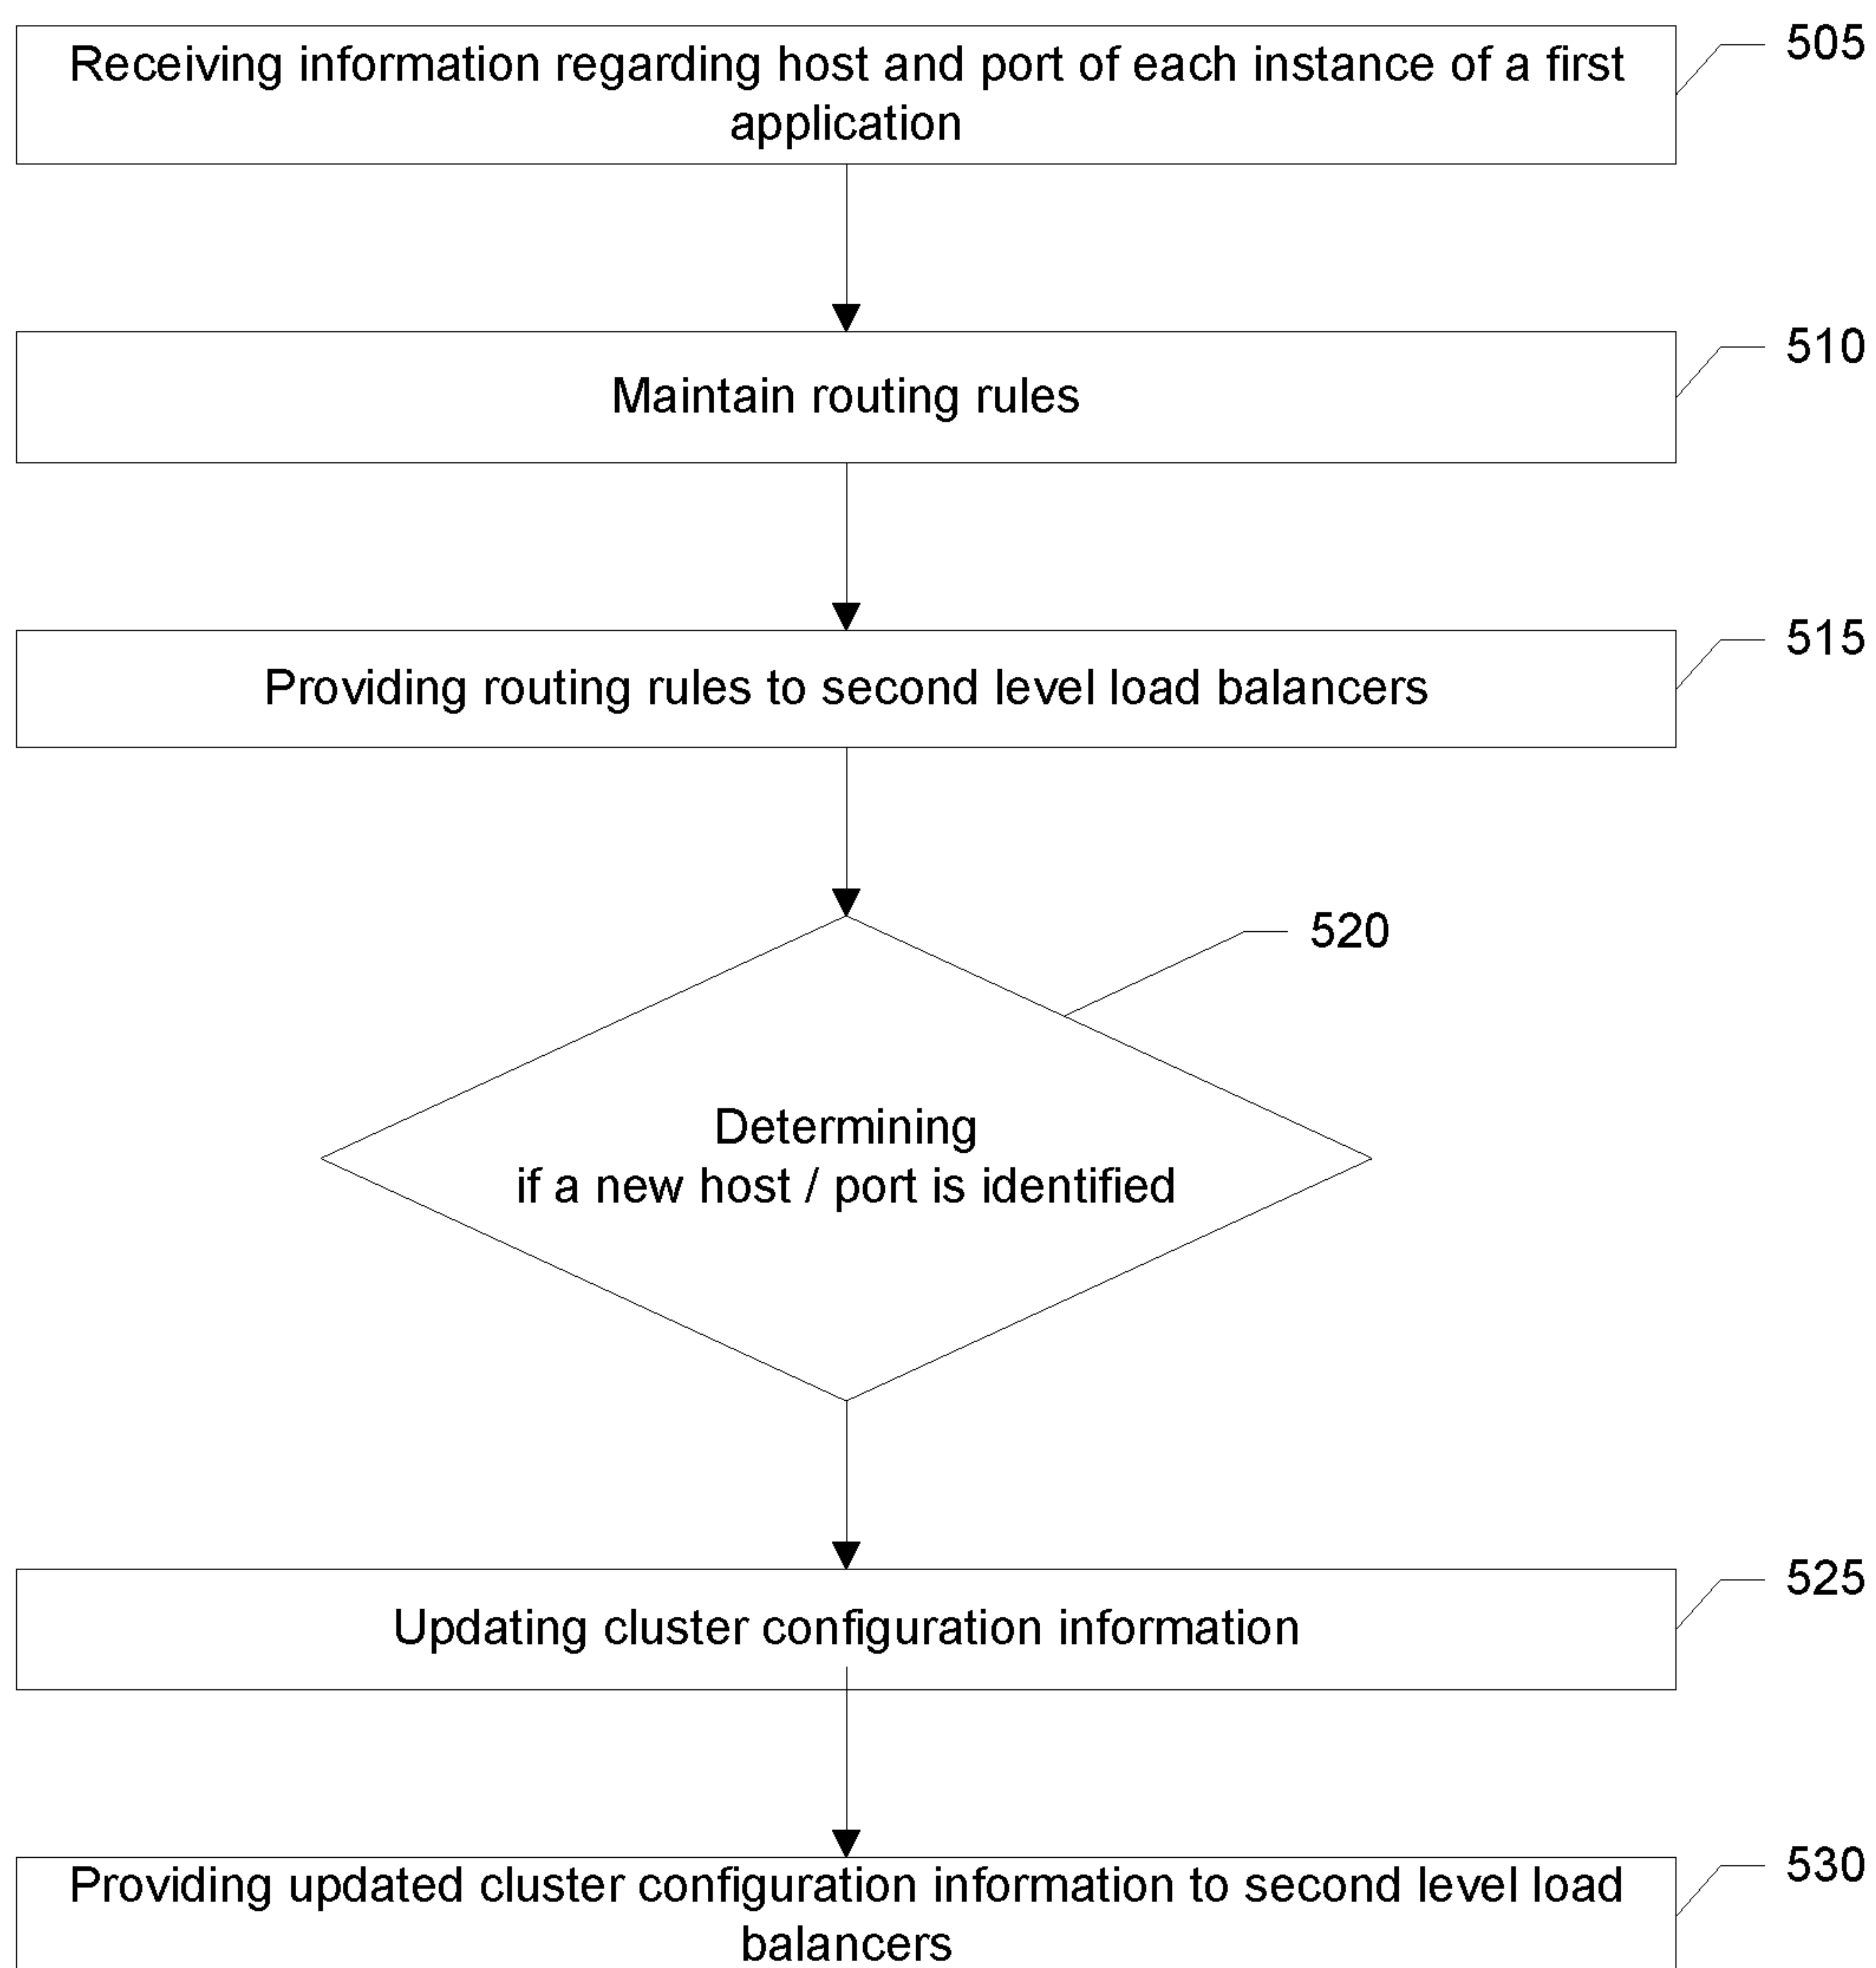 Receiving information regarding host and port of each instance of a first
application
505
Maintain routing rules
510
Providing routing rules to second level load balancers
515
520
Determining
if a new host / port is identified
Updating cluster configuration information
525
Providing updated cluster configuration information to second level load
balancers
530